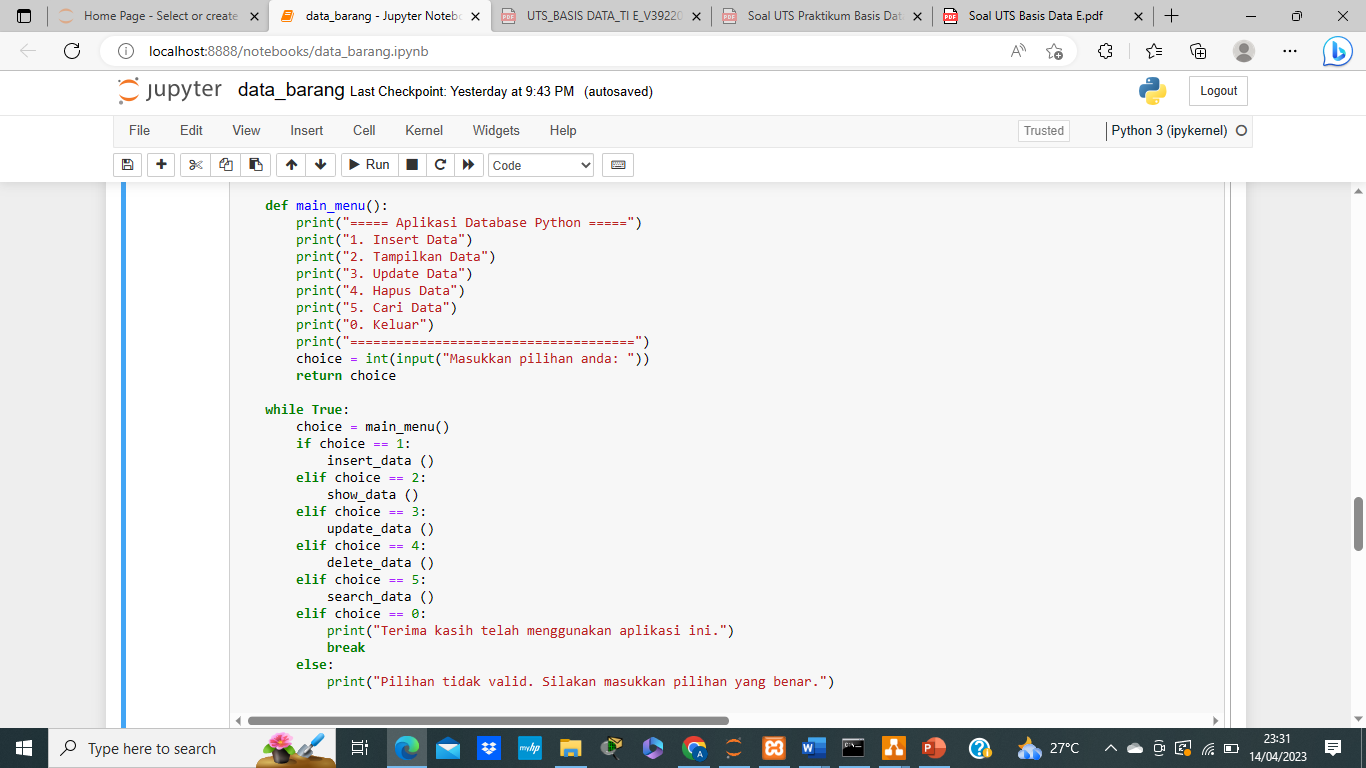 Home Page - Select or create
data_barang - Jupyter Notebo
UTS_BASIS DATA_TI E_V39220
Soal UTS Praktikum Basis Dat
Soal UTS Basis Data E.pdf
localhost:8888/notebooks/data_barang.ipynb
jupyter data_barang Last Checkpoint: Yesterday at 9:43 PM (autosaved)
Logout
File Edit View Insert Cell Kernel Widgets Help
Trusted
Python 3 (ipykernel)
Run
Code
def main_menu():
    print("===== Aplikasi Database Python =====")
    print("1. Insert Data")
    print("2. Tampilkan Data")
    print("3. Update Data")
    print("4. Hapus Data")
    print("5. Cari Data")
    print("0. Keluar")
    print("=====================================")
    choice = int(input("Masukkan pilihan anda: "))
    return choice
while True:
    choice = main_menu()
    if choice == 1:
        insert_data ()
    elif choice == 2:
        show_data ()
    elif choice == 3:
        update_data ()
    elif choice == 4:
        delete_data ()
    elif choice == 5:
        search_data ()
    elif choice == 0:
        print("Terima kasih telah menggunakan aplikasi ini.")
        break
    else:
        print("Pilihan tidak valid. Silakan masukkan pilihan yang benar.")
Type here to search
27°C
23:31
14/04/2023